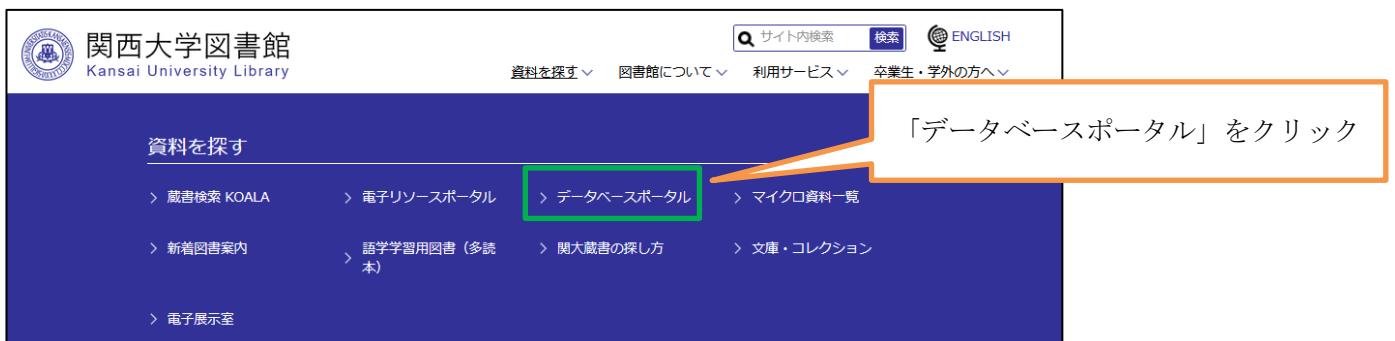 関西大学図書館
Kansai University Library
サイト内検索
検索
ENGLISH
資料を探す
図書館について
利用サービス
卒業生・学外の方へ
「データベースポータル」をクリック
資料を探す
> 蔵書検索 KOALA
> 電子リソースポータル
> データベースポータル
> マイクロ資料一覧
> 新着図書案内
> 語学学習用図書(多読
本)
> 関大蔵書の探し方
> 文庫・コレクション
> 電子展示室